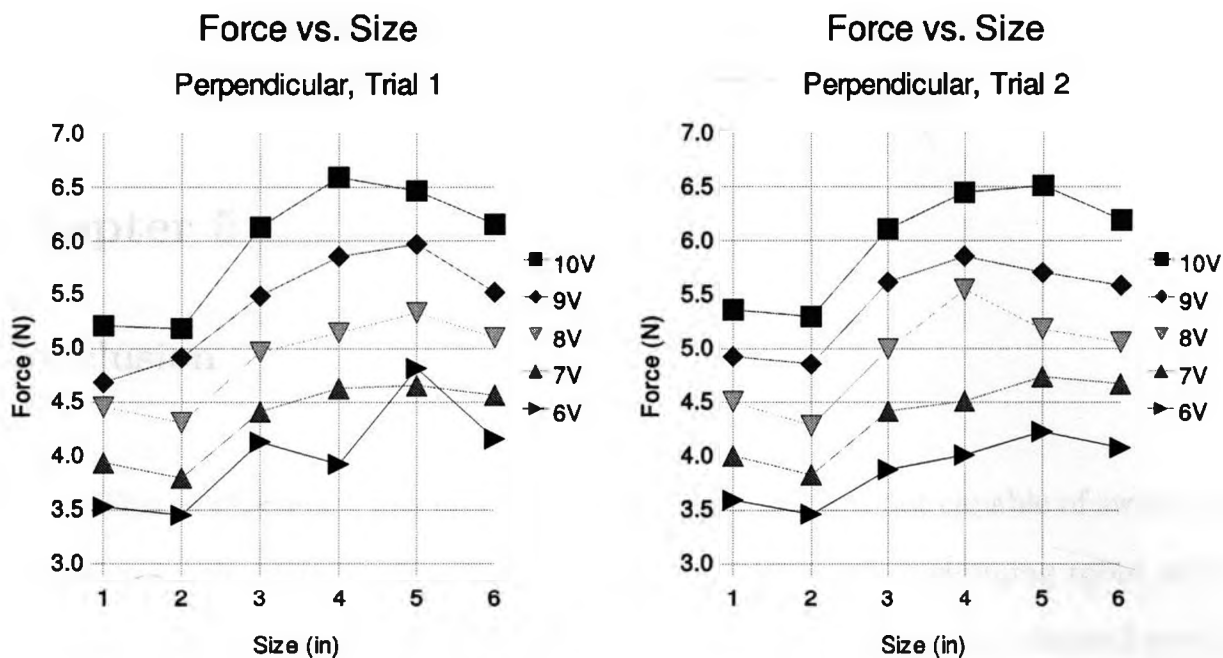 Force vs. Size
Perpendicular, Trial 1
7.0
6.5
6.0
5.5
5.0
4.5
4.0
3.5
3.0
Force (N)
1 2 3 4 5 6
Size (in)
10V
9V
8V
7V
6V
Force vs. Size
Perpendicular, Trial 2
7.0
6.5
6.0
5.5
5.0
4.5
4.0
3.5
3.0
Force (N)
1 2 3 4 5 6
Size (in)
10V
9V
8V
7V
6V